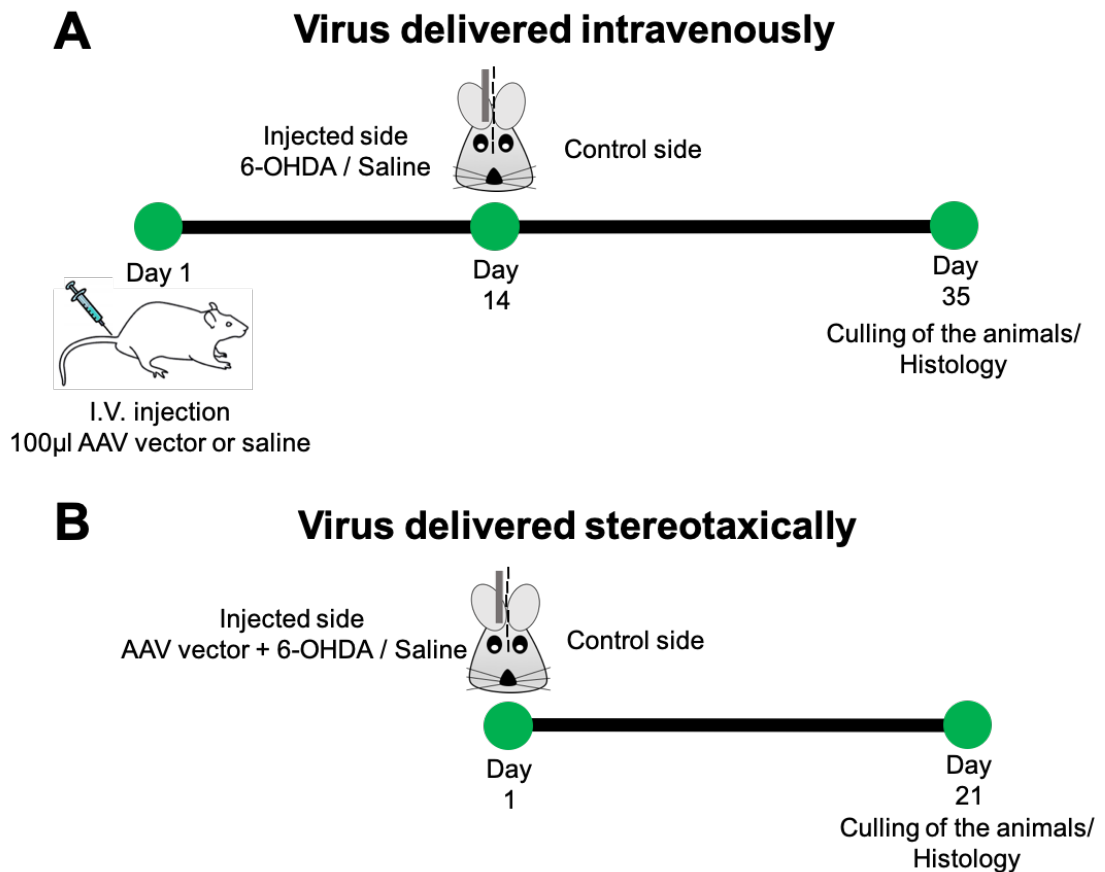 A
Virus delivered intravenously
Injected side
6-OHDA / Saline
Control side
Day 1
Day
14
Day
35
Culling of the animals/
Histology
I.V. injection
100µl AAV vector or saline
B
Virus delivered stereotaxically
Injected side
AAV vector + 6-OHDA / Saline
Control side
Day
1
Day
21
Culling of the animals/
Histology